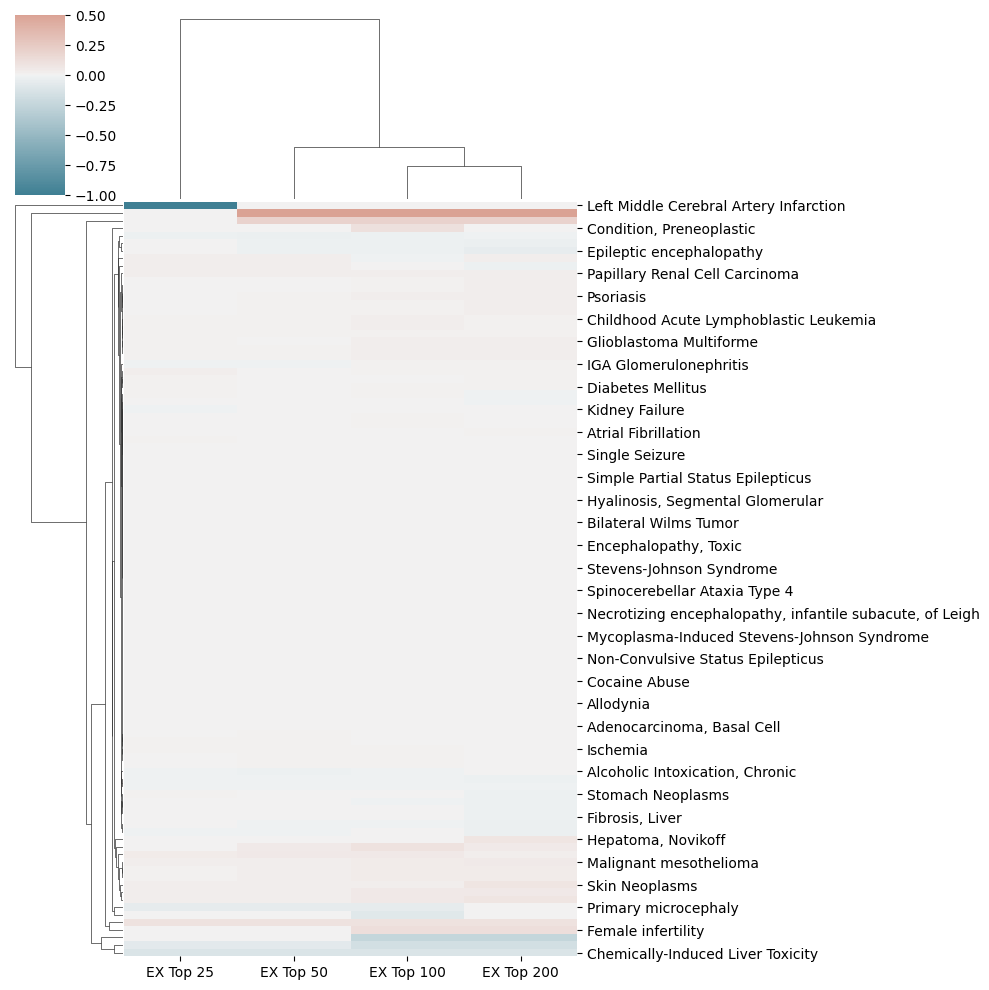 0.50
0.25
0.00
−0.25
−0.50
−0.75
−1.00
Left Middle Cerebral Artery Infarction
Condition, Preneoplastic
Epileptic encephalopathy
Papillary Renal Cell Carcinoma
Psoriasis
Childhood Acute Lymphoblastic Leukemia
Glioblastoma Multiforme
IGA Glomerulonephritis
Diabetes Mellitus
Kidney Failure
Atrial Fibrillation
Single Seizure
Simple Partial Status Epilepticus
Hyalinosis, Segmental Glomerular
Bilateral Wilms Tumor
Encephalopathy, Toxic
Stevens-Johnson Syndrome
Spinocerebellar Ataxia Type 4
Necrotizing encephalopathy, infantile subacute, of Leigh
Mycoplasma-Induced Stevens-Johnson Syndrome
Non-Convulsive Status Epilepticus
Cocaine Abuse
Allodynia
Adenocarcinoma, Basal Cell
Ischemia
Alcoholic Intoxication, Chronic
Stomach Neoplasms
Fibrosis, Liver
Hepatoma, Novikoff
Malignant mesothelioma
Skin Neoplasms
Primary microcephaly
Female infertility
Chemically-Induced Liver Toxicity
EX Top 25 EX Top 50 EX Top 100 EX Top 200